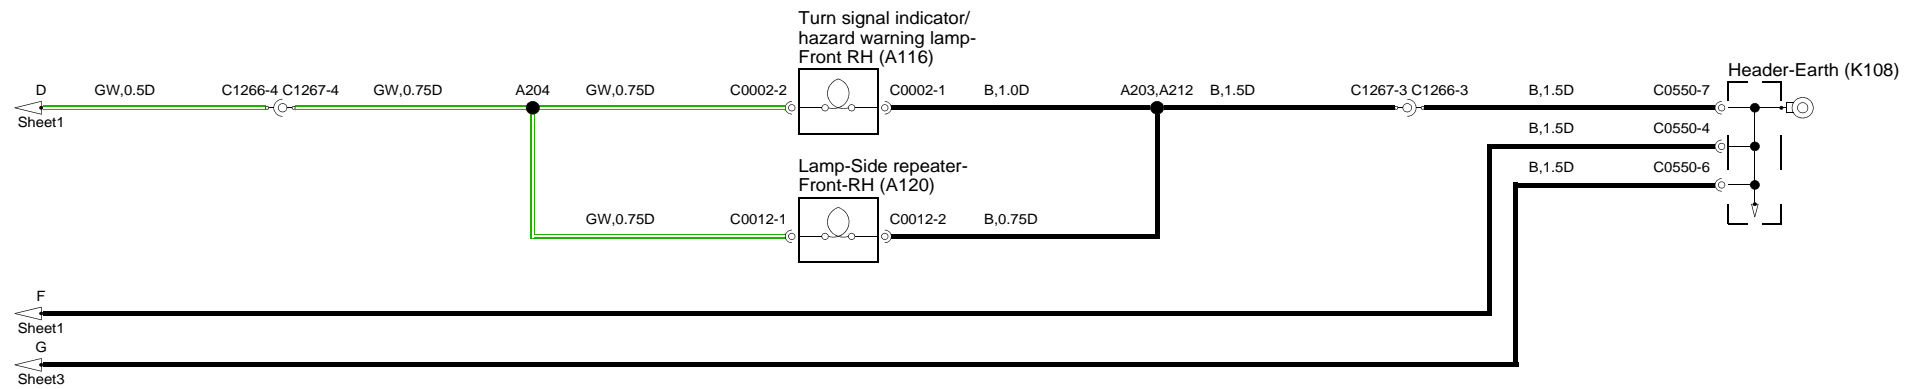 Turn signal indicator/
hazard warning lamp-
Front RH (A116)
Header-Earth (K108)
D
GW,0.5D
C1266-4 C1267-4
GW,0.75D
A204
GW,0.75D
C0002-2
C0002-1
B,1.0D
A203,A212
B,1.5D
C1267-3 C1266-3
B,1.5D
C0550-7
Sheet1
B,1.5D
C0550-4
Lamp-Side repeater-
Front-RH (A120)
B,1.5D
C0550-6
GW,0.75D
C0012-1
C0012-2
B,0.75D
F
Sheet1
G
Sheet3